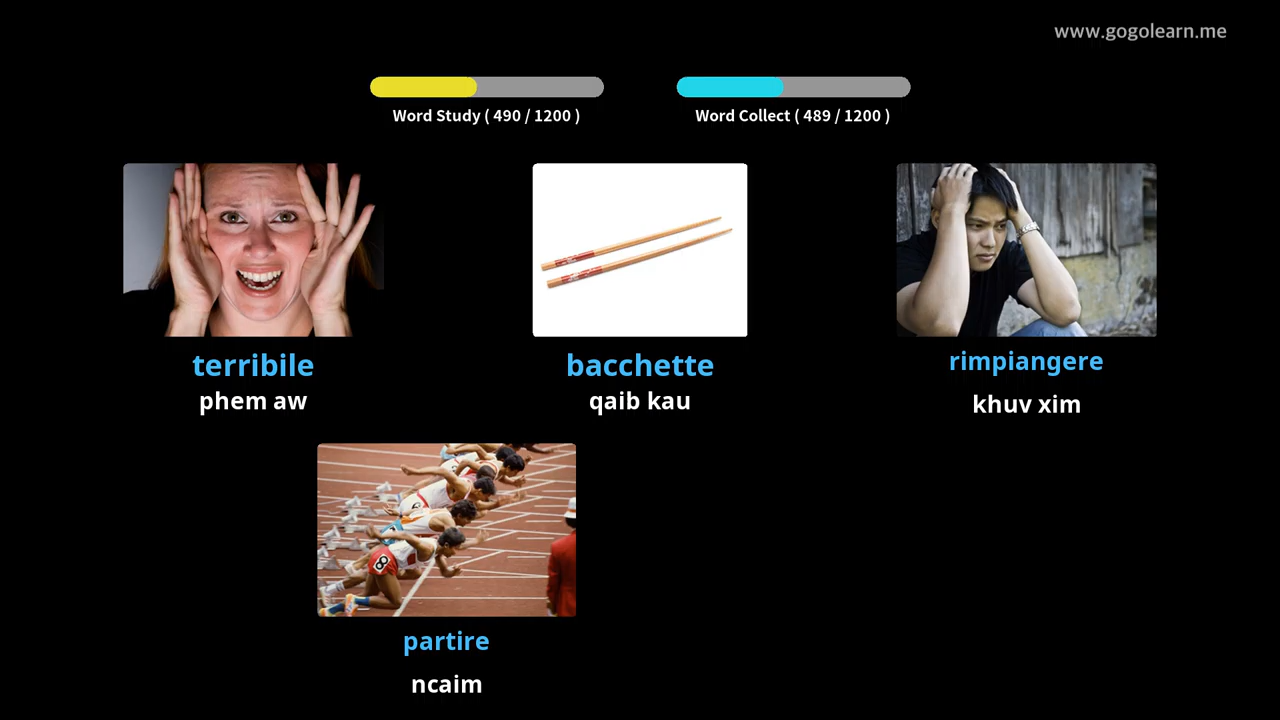 www.gogolearn.me
Word Study ( 490 / 1200 )
Word Collect ( 489 / 1200 )
terribile
phem aw
bacchette
qaib kau
rimpiangere
khuv xim
8
partire
ncaim